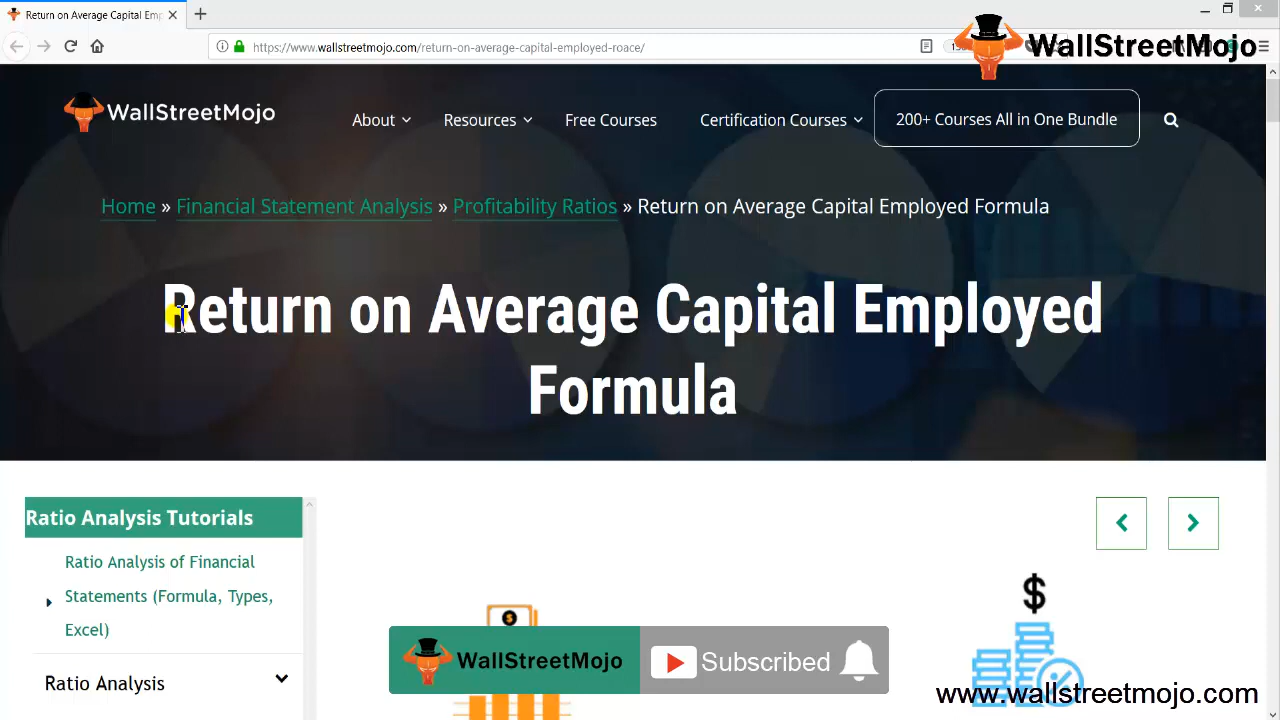 Return on Average Capital Emp
WallStreetMojo
https://www.wallstreetmojo.com/return-on-average-capital-employed-roace/
WallStreetMojo
About
Resources
Free Courses
Certification Courses
200+ Courses All in One Bundle
Home » Financial Statement Analysis » Profitability Ratios » Return on Average Capital Employed Formula
Return on Average Capital Employed
Formula
Ratio Analysis Tutorials
Ratio Analysis of Financial
Statements (Formula, Types,
Excel)
Ratio Analysis
$
$
WallStreetMojo
Subscribed
www.wallstreetmojo.com